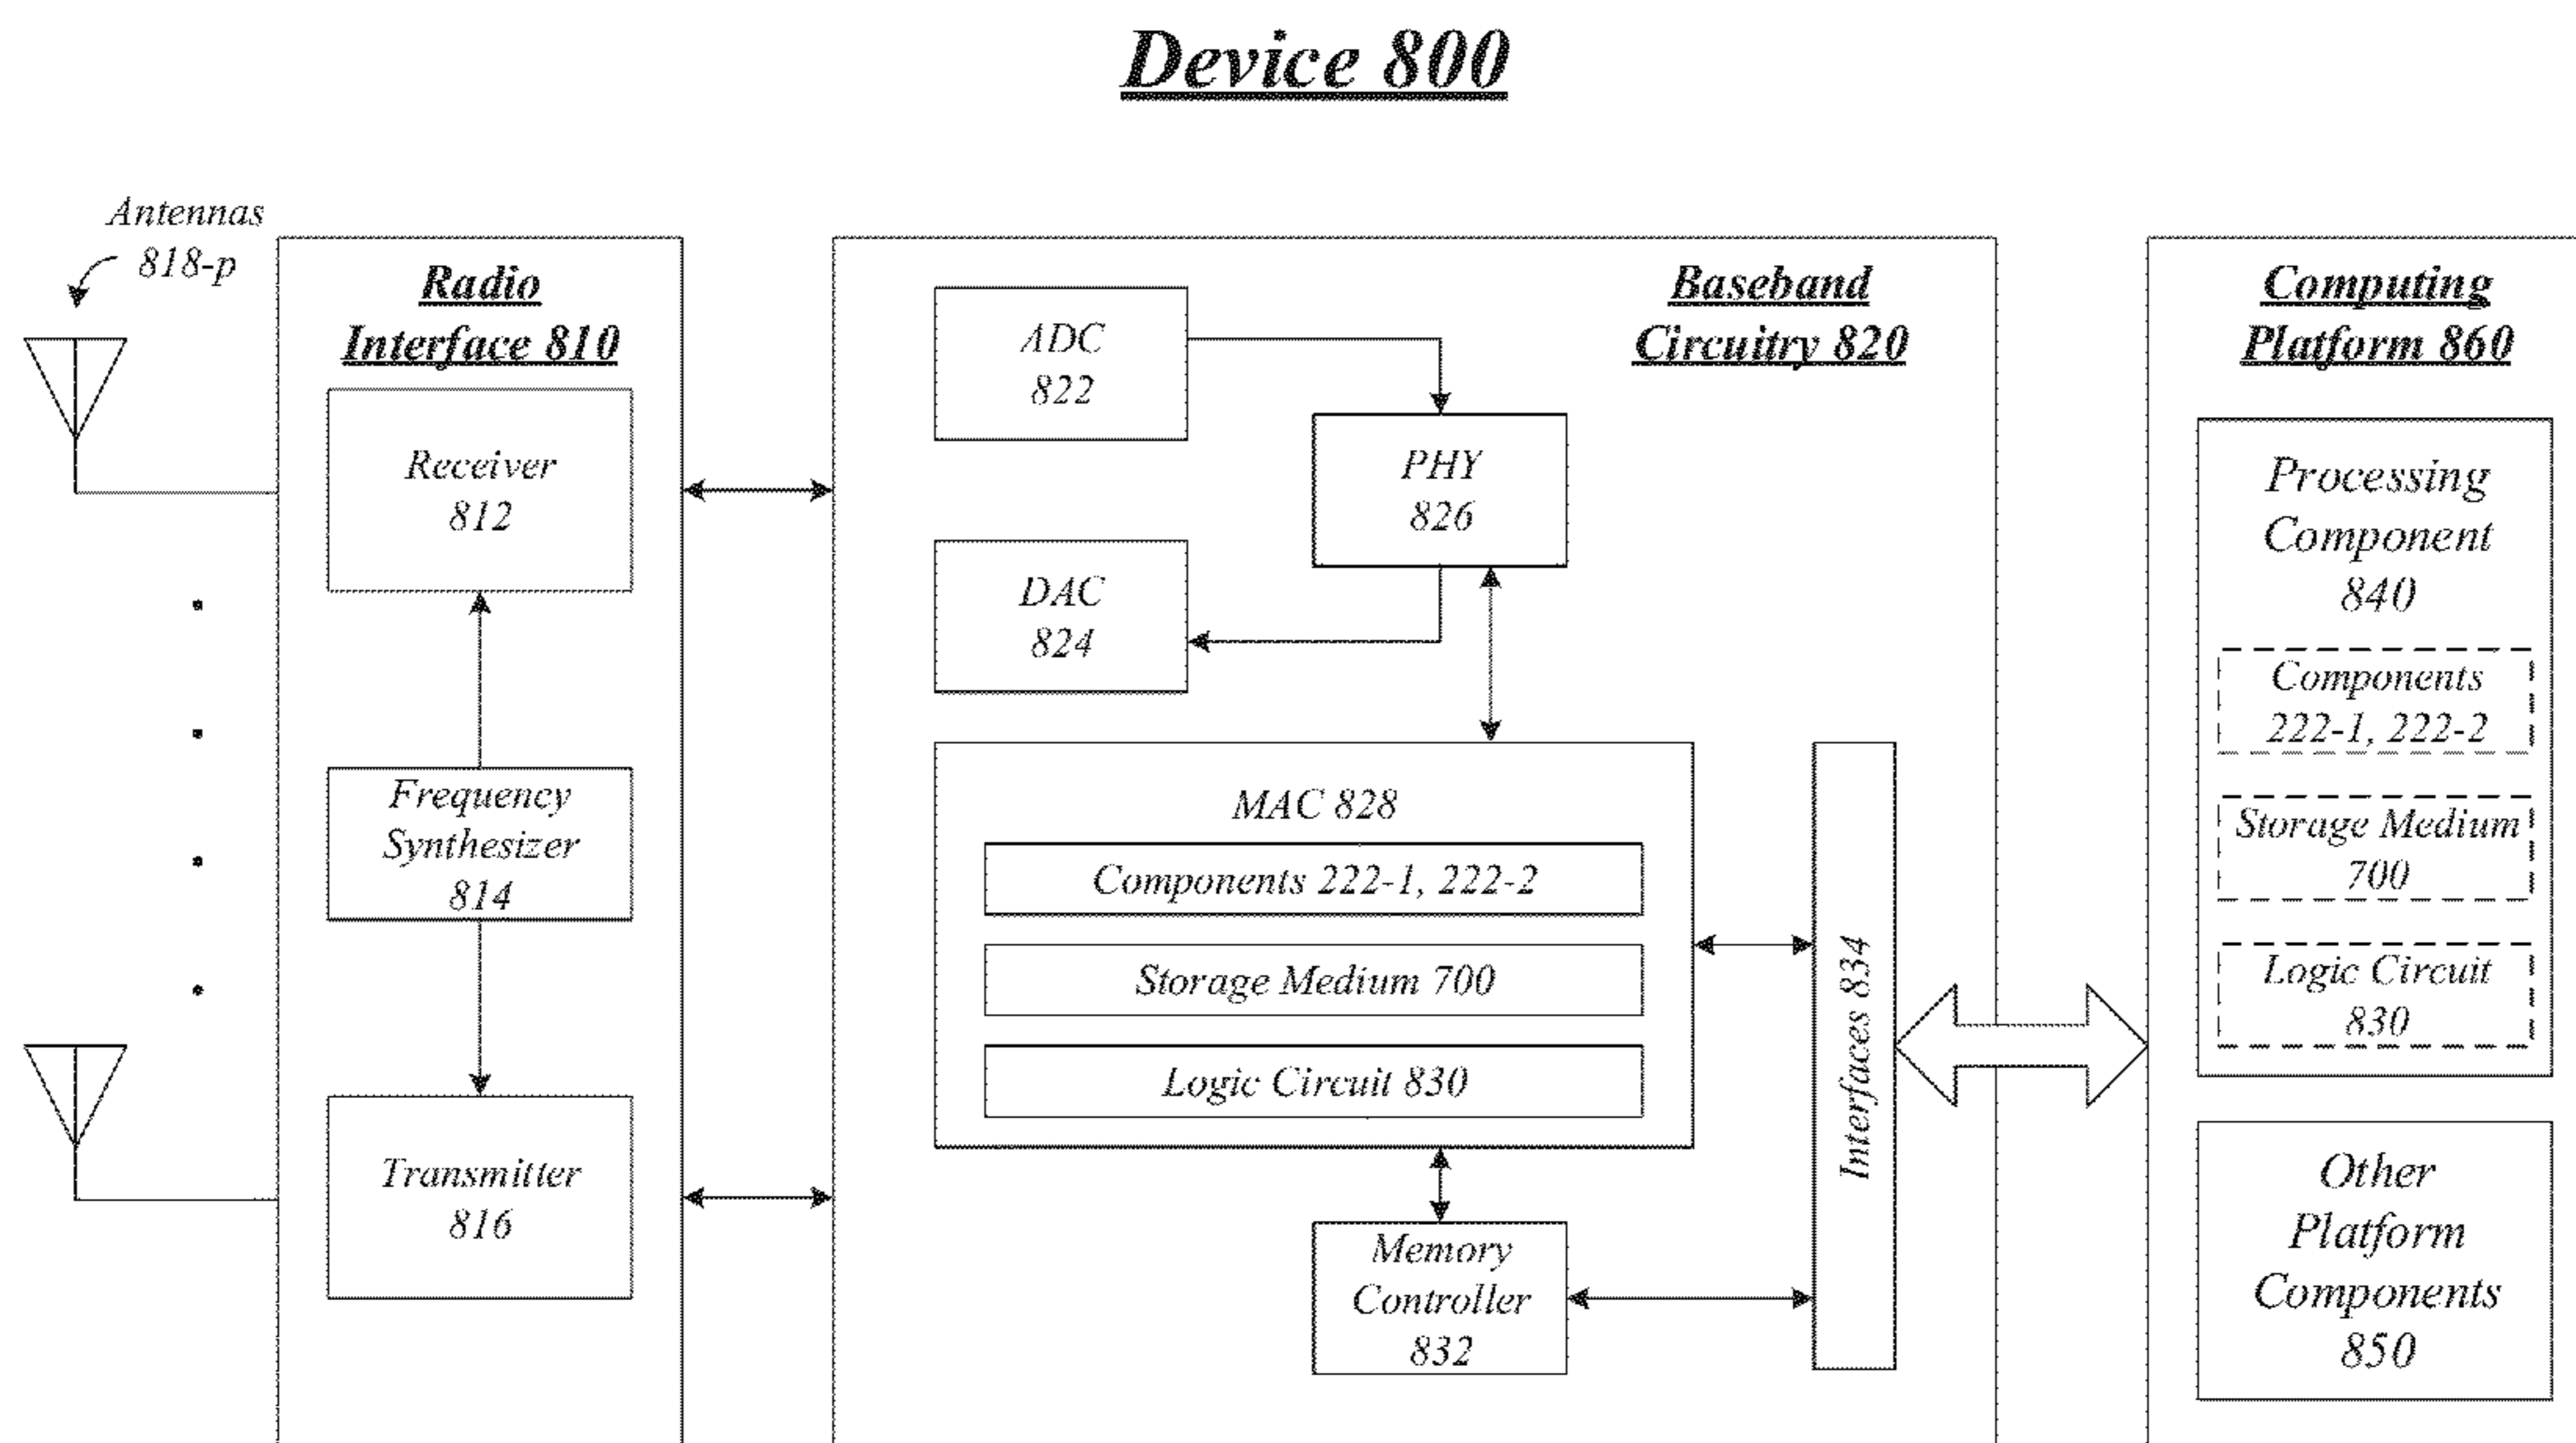 Device 800
Antennas
818-p
Radio
Interface 810
Receiver
812
Frequency
Synthesizer
814
Transmitter
816
Baseband
Circuitry 820
ADC
822
PHY
826
DAC
824
MAC 828
Components 222-1, 222-2
Storage Medium 700
Logic Circuit 830
Memory
Controller
832
Interfaces 834
Computing
Platform 860
Processing
Component
840
Components
222-1, 222-2
Storage Medium
700
Logic Circuit
830
Other
Platform
Components
850